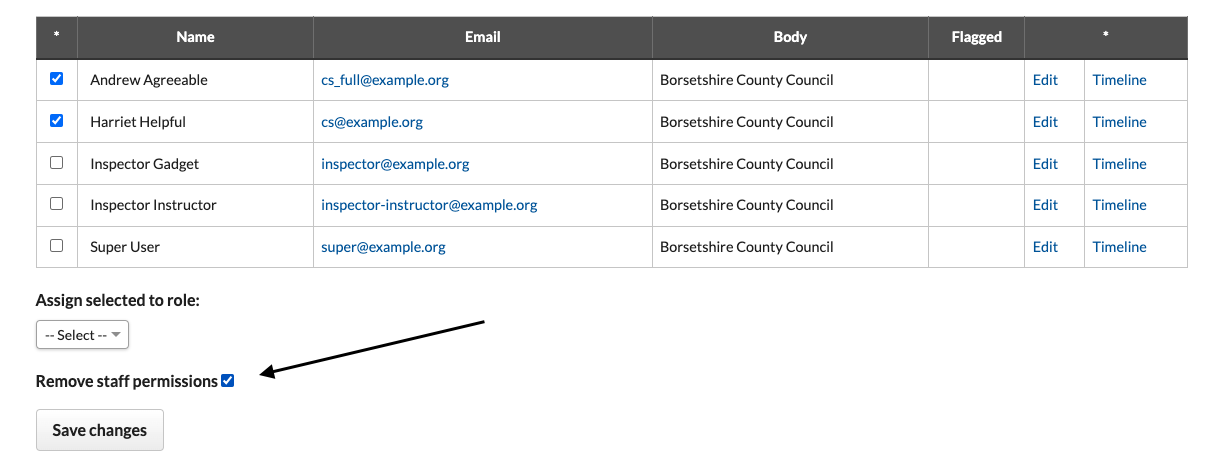 * Name Email Body Flagged *
Andrew Agreeable cs_full@example.org Borsetshire County Council Edit Timeline
Harriet Helpful cs@example.org Borsetshire County Council Edit Timeline
Inspector Gadget inspector@example.org Borsetshire County Council Edit Timeline
Inspector Instructor inspector-instructor@example.org Borsetshire County Council Edit Timeline
Super User super@example.org Borsetshire County Council Edit Timeline
Assign selected to role:
-- Select --
Remove staff permissions
Save changes